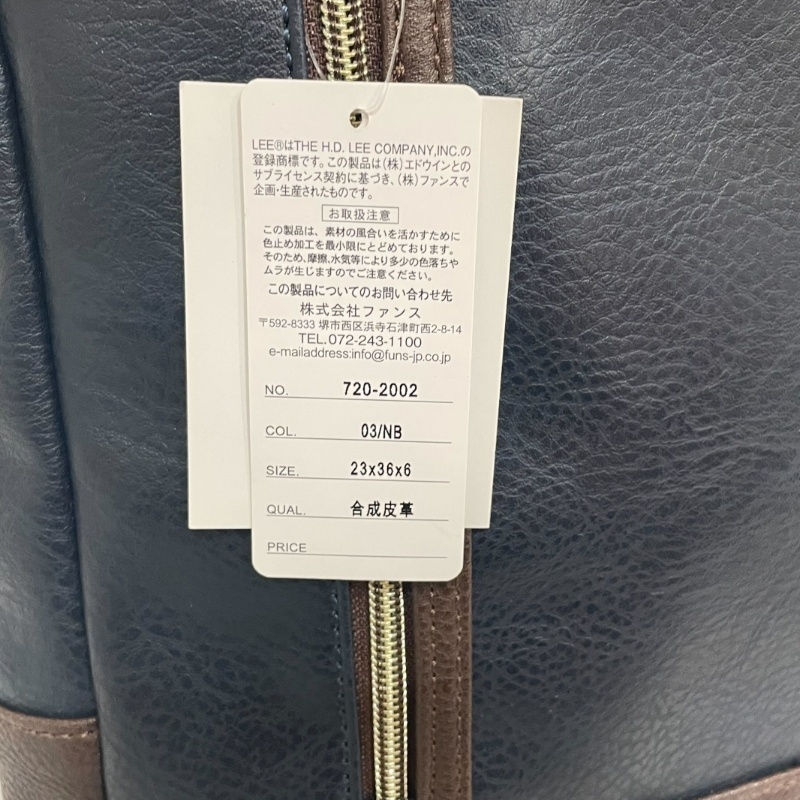 LEE®はTHE H.D. LEE COMPANY,INC.の
登録商標です。この製品は(株)エドウインとの
サブライセンス契約に基づき、(株)ファンスで
企画・生産されたものです。
お取扱注意
この製品は、素材の風合いを活かすために
色止め加工を最小限にとどめております。
そのため、摩擦、水気等により多少の色落ちや
ムラが生じますのでご注意ください。
この製品についてのお問い合わせ先
株式会社ファンス
〒592-8333 堺市西区浜寺石津町西2-8-14
TEL.072-243-1100
e-mailaddress:info@funs-jp.co.jp
NO. 720-2002
COL. 03/NB
SIZE. 23x36x6
QUAL. 合成皮革
PRICE